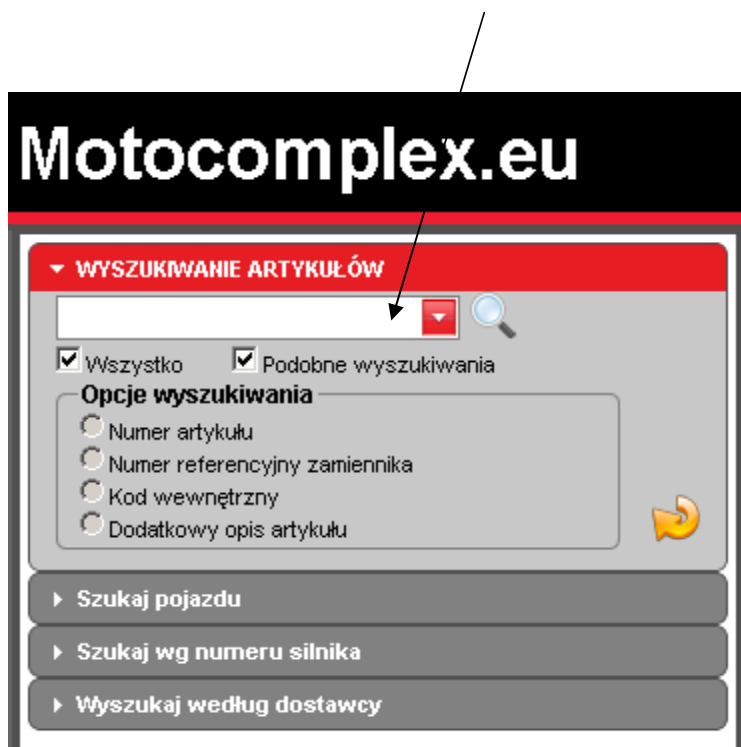 Motocomplex.eu
WYSZUKIWANIE ARTYKUŁÓW
Wszystko Podobne wyszukiwania
Opcje wyszukiwania
Numer artykułu
Numer referencyjny zamiennika
Kod wewnętrzny
Dodatkowy opis artykułu
Szukaj pojazdu
Szukaj wg numeru silnika
Wyszukaj według dostawcy